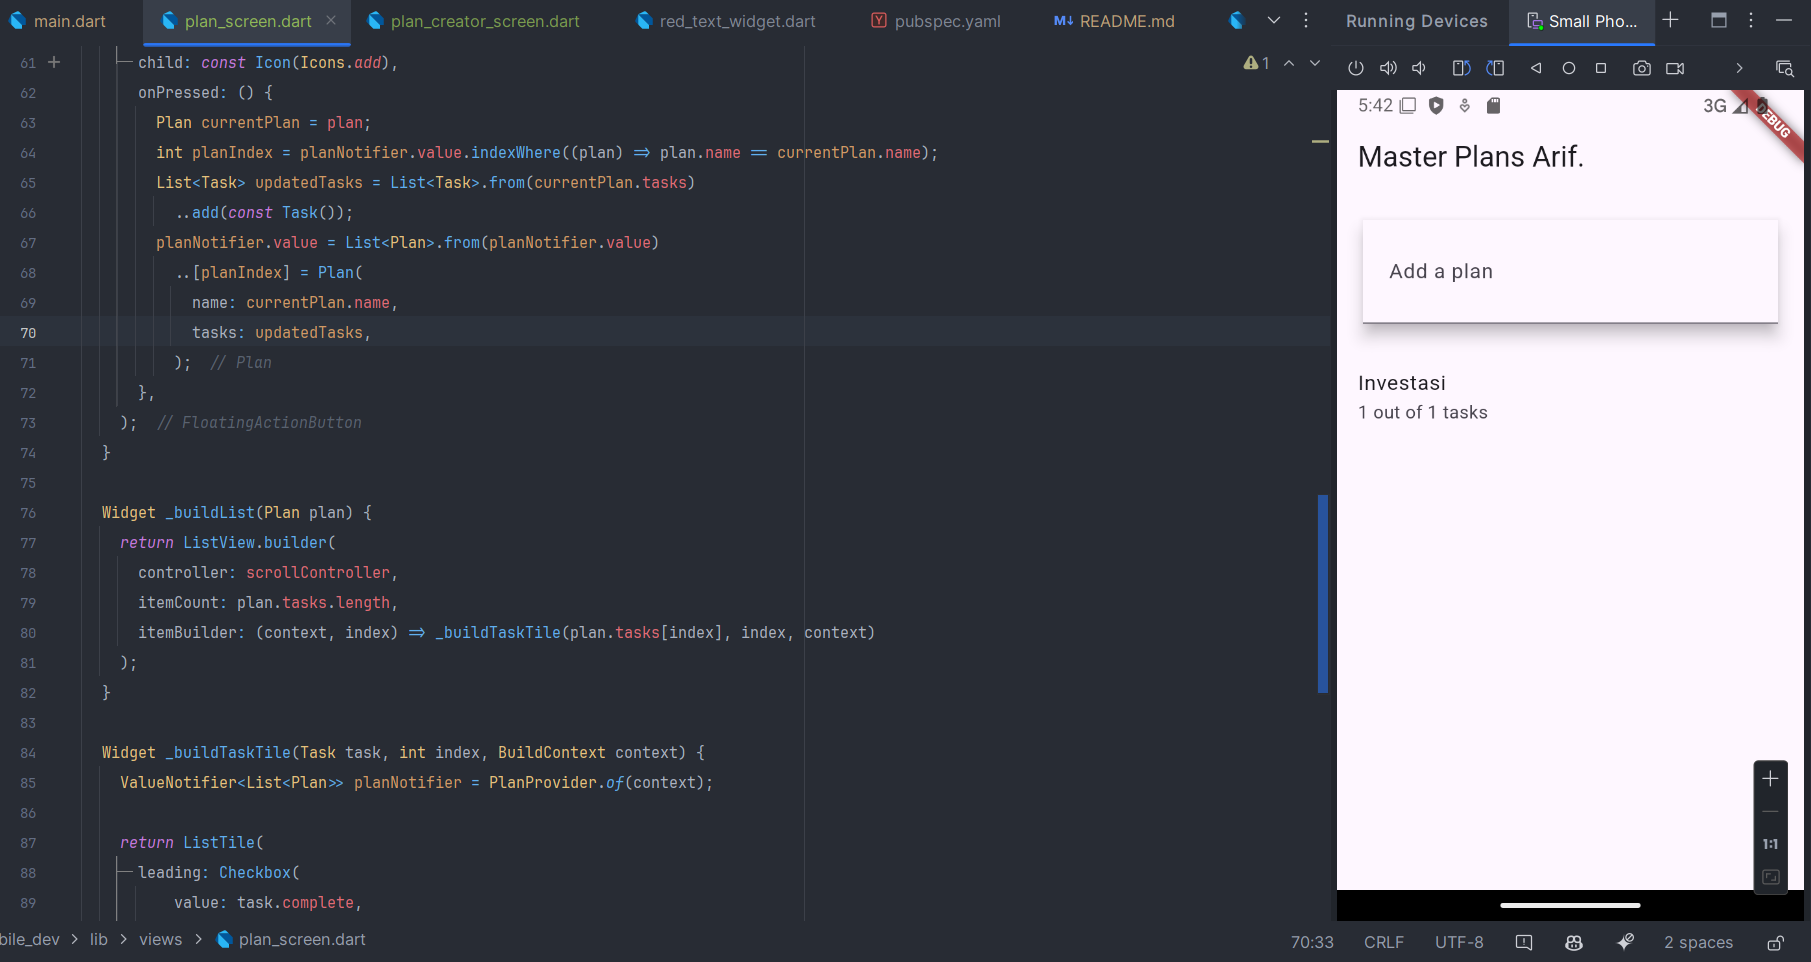 main.dart plan_screen.dart plan_creator_screen.dart red_text_widget.dart pubspec.yaml M↓ README.md Running Devices Small Pho...
61 child: const Icon(Icons.add),
62 onPressed: () {
63 Plan currentPlan = plan;
64 int planIndex = planNotifier.value.indexWhere((plan) => plan.name == currentPlan.name);
65 List<Task> updatedTasks = List<Task>.from(currentPlan.tasks)
66 ..add(const Task());
67 planNotifier.value = List<Plan>.from(planNotifier.value)
68 ..[planIndex] = Plan(
69 name: currentPlan.name,
70 tasks: updatedTasks,
71 ); // Plan
72 },
73 ); // FloatingActionButton
74 }
75
76 Widget _buildList(Plan plan) {
77 return ListView.builder(
78 controller: scrollController,
79 itemCount: plan.tasks.length,
80 itemBuilder: (context, index) => _buildTaskTile(plan.tasks[index], index, context)
81 );
82 }
83
84 Widget _buildTaskTile(Task task, int index, BuildContext context) {
85 ValueNotifier<List<Plan>> planNotifier = PlanProvider.of(context);
86
87 return ListTile(
88 leading: Checkbox(
89 value: task.complete,
1
5:42 3G
DEBUG
Master Plans Arif.
Add a plan
Investasi
1 out of 1 tasks
1:1
bile_dev > lib > views > plan_screen.dart 70:33 CRLF UTF-8 2 spaces